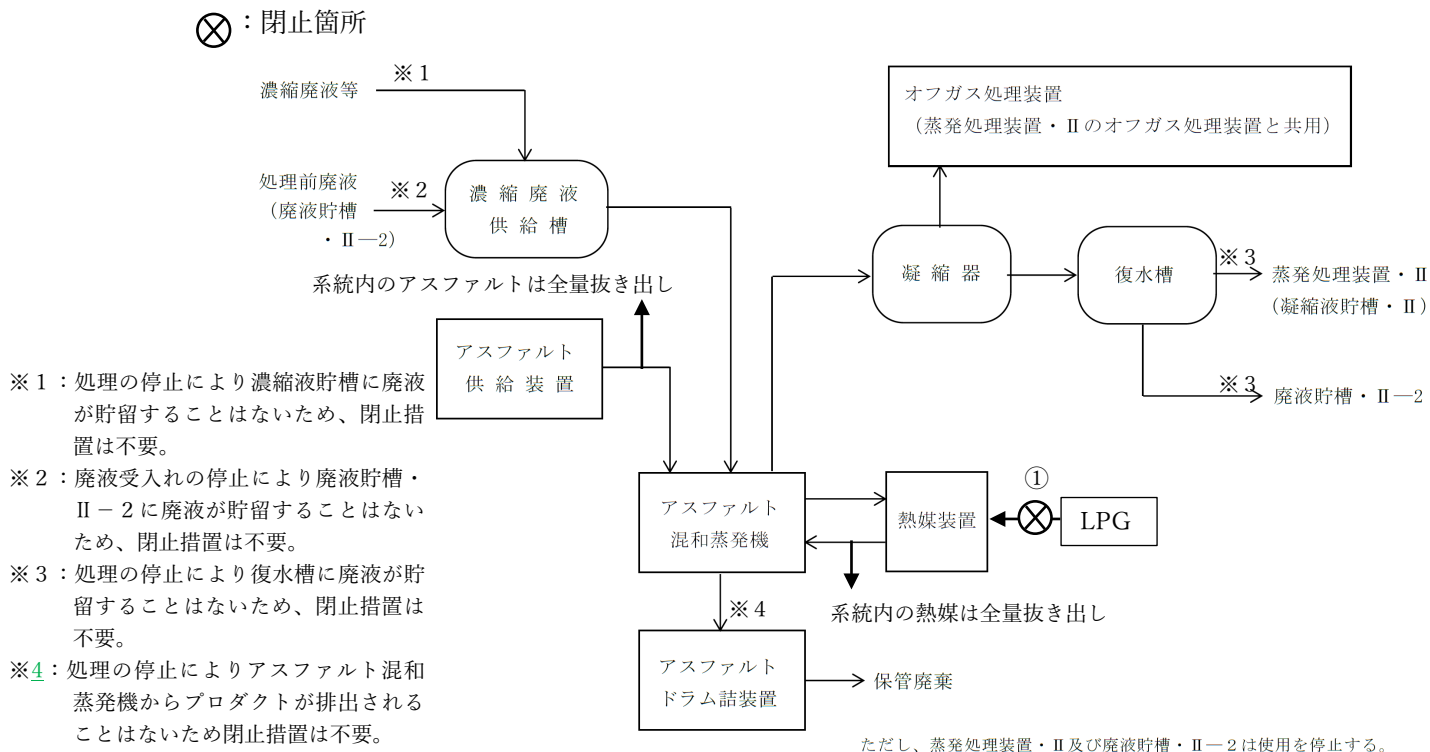 ⊗：閉止箇所
濃縮廃液等
※１
処理前廃液
（廃液貯槽
・Ⅱ―2）
※２
濃 縮 廃 液
供 給 槽
オフガス処理装置
（蒸発処理装置・Ⅱのオフガス処理装置と共用）
凝 縮 器
復水槽
※３
蒸発処理装置・Ⅱ
（凝縮液貯槽・Ⅱ）
※３
廃液貯槽・Ⅱ―2
系統内のアスファルトは全量抜き出し
アスファルト
供 給 装 置
※１：処理の停止により濃縮液貯槽に廃液
が貯留することはないため、閉止措
置は不要。
※２：廃液受入れの停止により廃液貯槽・
Ⅱ－２に廃液が貯留することはない
ため、閉止措置は不要。
※３：処理の停止により復水槽に廃液が貯
留することはないため、閉止措置は
不要。
※4：処理の停止によりアスファルト混和
蒸発機からプロダクトが排出される
ことはないため閉止措置は不要。
アスファルト
混和蒸発機
熱媒装置
①
LPG
系統内の熱媒は全量抜き出し
※４
アスファルト
ドラム詰装置
保管廃棄
ただし、蒸発処理装置・Ⅱ及び廃液貯槽・Ⅱ―２は使用を停止する。